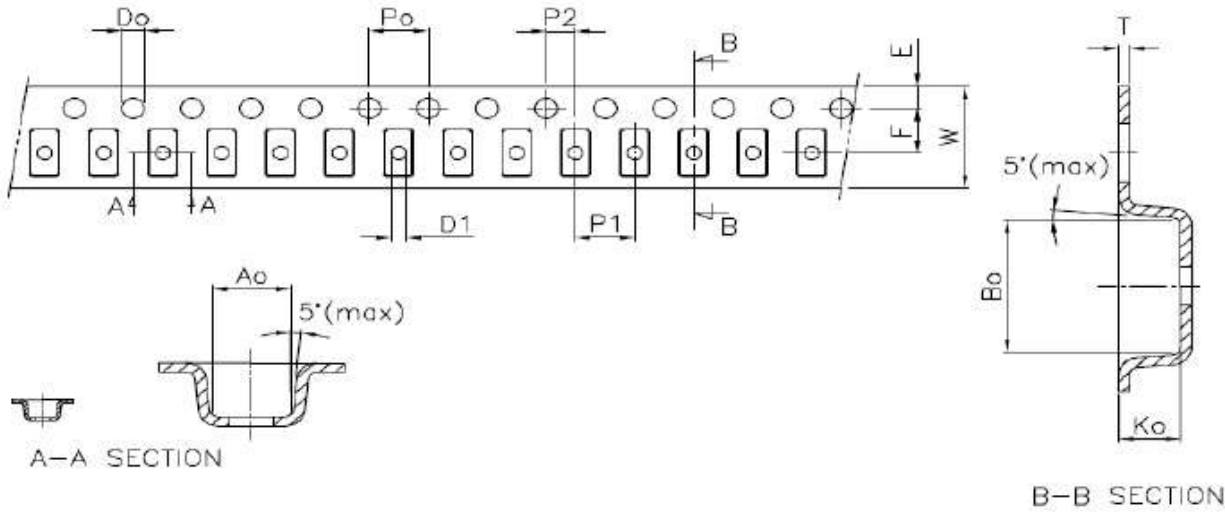 Do
Po
P2
B
T
E
F
W
A
A
D1
P1
B
5°(max)
Bo
Ao
5°(max)
Ko
A-A SECTION
B-B SECTION